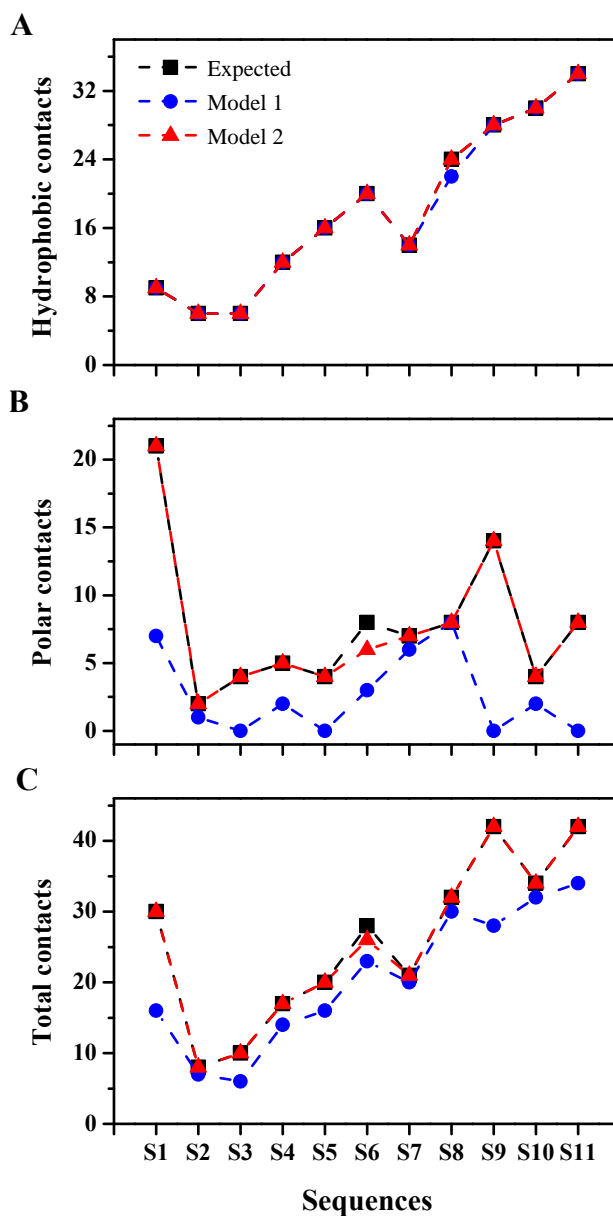 A
Hydrophobic contacts
32
24
16
8
0
Expected
Model 1
Model 2
B
Polar contacts
20
15
10
5
0
C
Total contacts
40
30
20
10
0
S1 S2 S3 S4 S5 S6 S7 S8 S9 S10 S11
Sequences